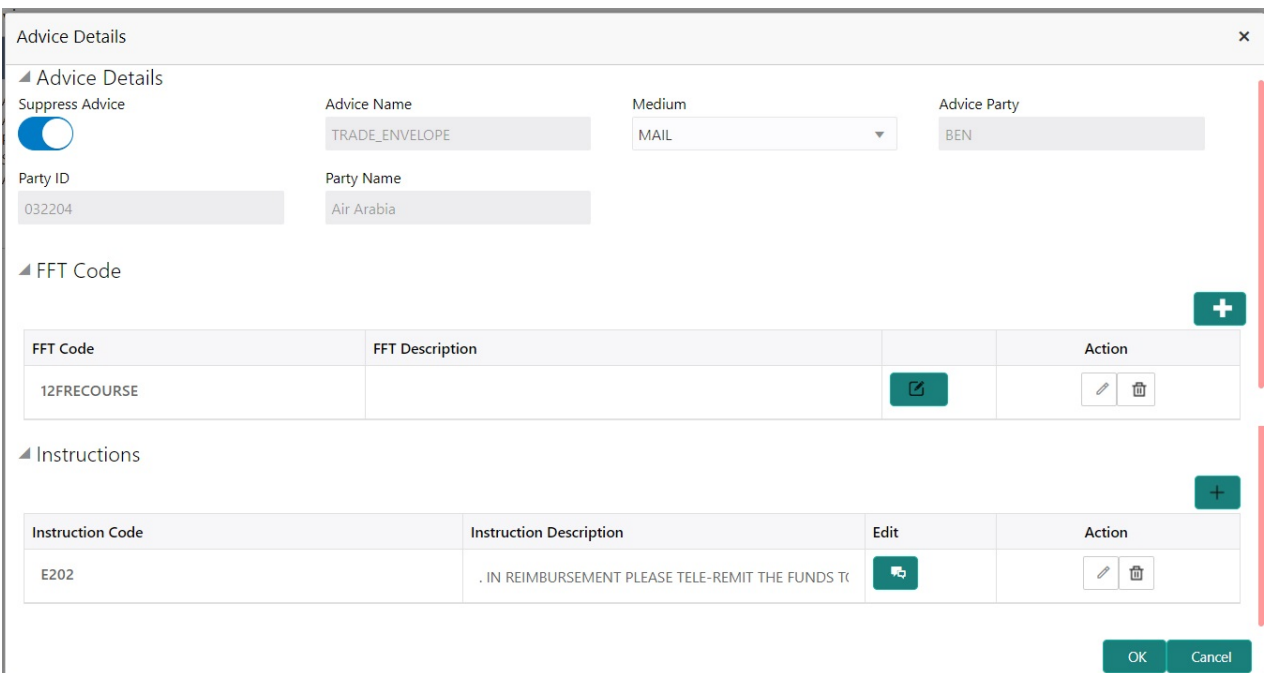 Advice Details
Advice Details
Suppress Advice Advice Name Medium Advice Party
TRADE_ENVELOPE MAIL BEN
Party ID Party Name
032204 Air Arabia
FFT Code
FFT Code FFT Description Action
12FRECOURSE
Instructions
Instruction Code Instruction Description Edit Action
E202 . IN REIMBURSEMENT PLEASE TELE-REMIT THE FUNDS TO
OK Cancel